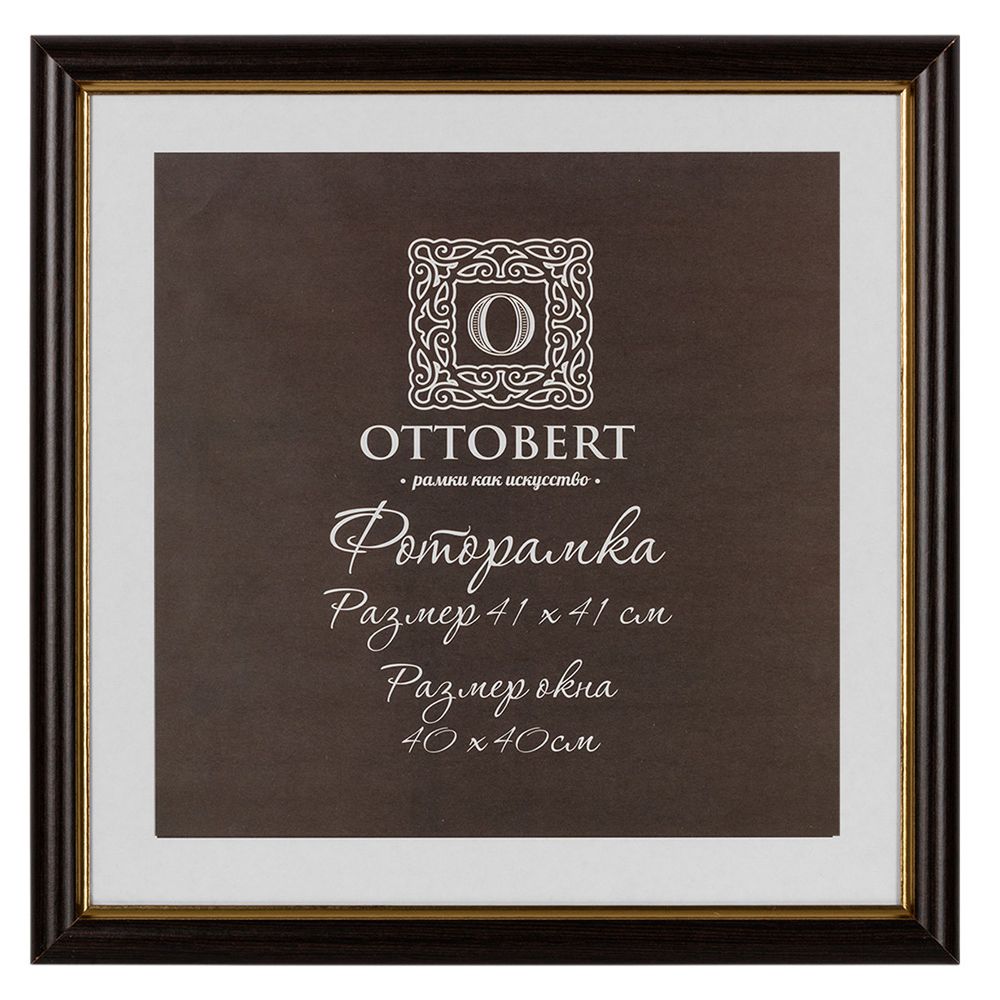 O
OTTOBERT
• рамки как искусство •
Фоторамка
Размер 41 х 41 см
Размер окна
40 х 40см